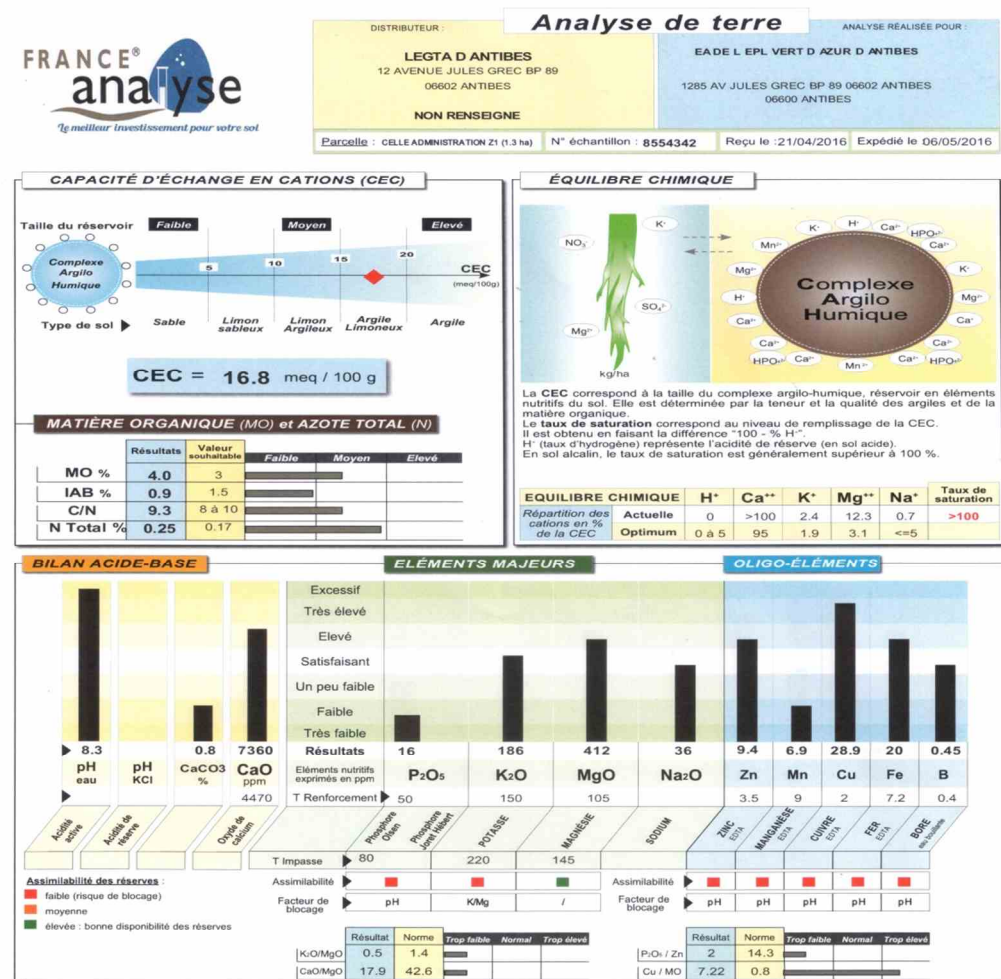 Analyse de terre
FRANCE®
analyse
Le meilleur investissement pour votre sol
DISTRIBUTEUR :
LEGTA D ANTIBES
12 AVENUE JULES GREC BP 89
06602 ANTIBES
NON RENSEIGNE
ANALYSE RÉALISÉE POUR :
EA DE L EPL VERT D AZUR D ANTIBES
1285 AV JULES GREC BP 89 06602 ANTIBES
06600 ANTIBES
Parcelle : CELLE ADMINISTRATION Z1 (1.3 ha) N° échantillon : 8554342 Reçu le :21/04/2016 Expédié le 06/05/2016
CAPACITÉ D'ÉCHANGE EN CATIONS (CEC)
Taille du réservoir Faible Moyen Elevé
Complexe
Argilo
Humique
5 10 15 20
CEC
(meq/100g)
Type de sol Sable Limon sableux Limon Argileux Argile Limoneux Argile
CEC = 16.8 meq / 100 g
MATIÈRE ORGANIQUE (MO) et AZOTE TOTAL (N)
Résultats Valeur souhaitable Faible Moyen Elevé
MO % 4.0 3
IAB % 0.9 1.5
C/N 9.3 8 à 10
N Total % 0.25 0.17
ÉQUILIBRE CHIMIQUE
NO₃⁻ K⁺ SO₄²⁻ Mg²⁺
kg/ha
K⁺ H⁺ Ca²⁺ HPO₄²⁻ Ca²⁺ K⁺ Mg²⁺ Ca⁺ Ca²⁺ HPO₄²⁻ Ca²⁺ Mn²⁺ Ca²⁺ HPO₄²⁻ Ca²⁺ Ca²⁺ H⁺ Mg²⁺ Mn²⁺
Complexe
Argilo
Humique
La CEC correspond à la taille du complexe argilo-humique, réservoir en éléments
nutritifs du sol. Elle est déterminée par la teneur et la qualité des argiles et de la
matière organique.
Le taux de saturation correspond au niveau de remplissage de la CEC.
Il est obtenu en faisant la différence "100 - % H⁺".
H⁺ (taux d'hydrogène) représente l'acidité de réserve (en sol acide).
En sol alcalin, le taux de saturation est généralement supérieur à 100 %.
EQUILIBRE CHIMIQUE H⁺ Ca⁺⁺ K⁺ Mg⁺⁺ Na⁺ Taux de saturation
Répartition des cations en % de la CEC
Actuelle 0 >100 2.4 12.3 0.7 >100
Optimum 0 à 5 95 1.9 3.1 <=5
BILAN ACIDE-BASE
ELÉMENTS MAJEURS
OLIGO-ÉLÉMENTS
Excessif
Très élevé
Elevé
Satisfaisant
Un peu faible
Faible
Très faible
8.3 0.8 7360 Résultats 16 186 412 36 9.4 6.9 28.9 20 0.45
pH eau pH KCl CaCO3 % CaO ppm Eléments nutritifs exprimés en ppm P₂O₅ K₂O MgO Na₂O Zn Mn Cu Fe B
4470 T Renforcement 50 150 105 3.5 9 2 7.2 0.4
Acidité active Acidité de réserve Oxyde de calcium Phosphore Olsen Phosphore Joret Hébert POTASSE MAGNÉSIE SODIUM ZINC EDTA MANGANÈSE EDTA CUIVRE EDTA FER EDTA BORE eau bouillante
T Impasse 80 220 145
Assimilabilité des réserves :
faible (risque de blocage)
moyenne
élevée : bonne disponibilité des réserves
Assimilabilité
Facteur de blocage pH K/Mg /
Assimilabilité
Facteur de blocage pH pH pH pH pH
Résultat Norme Trop faible Normal Trop élevé
K₂O/MgO 0.5 1.4
CaO/MgO 17.9 42.6
Résultat Norme Trop faible Normal Trop élevé
P₂O₅ / Zn 2 14.3
Cu / MO 7.22 0.8